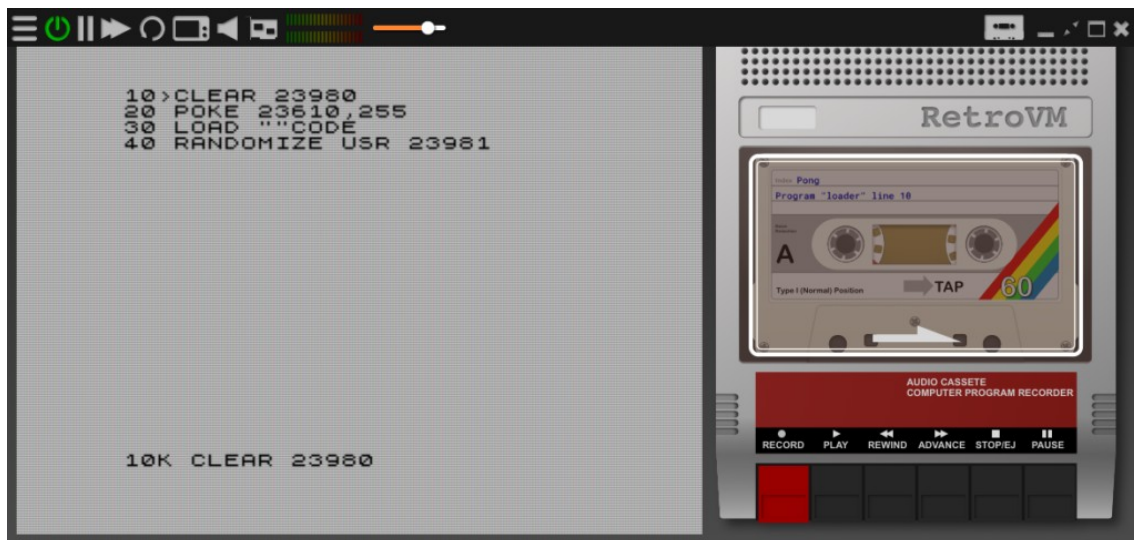 10>CLEAR 23980
20 POKE 23610,255
30 LOAD ""CODE
40 RANDOMIZE USR 23981
10K CLEAR 23980
RetroVM
Pong
Program "loader" line 10
A
Type I (Normal) Position
TAP
60
AUDIO CASSETE
COMPUTER PROGRAM RECORDER
RECORD PLAY REWIND ADVANCE STOP/EJ PAUSE